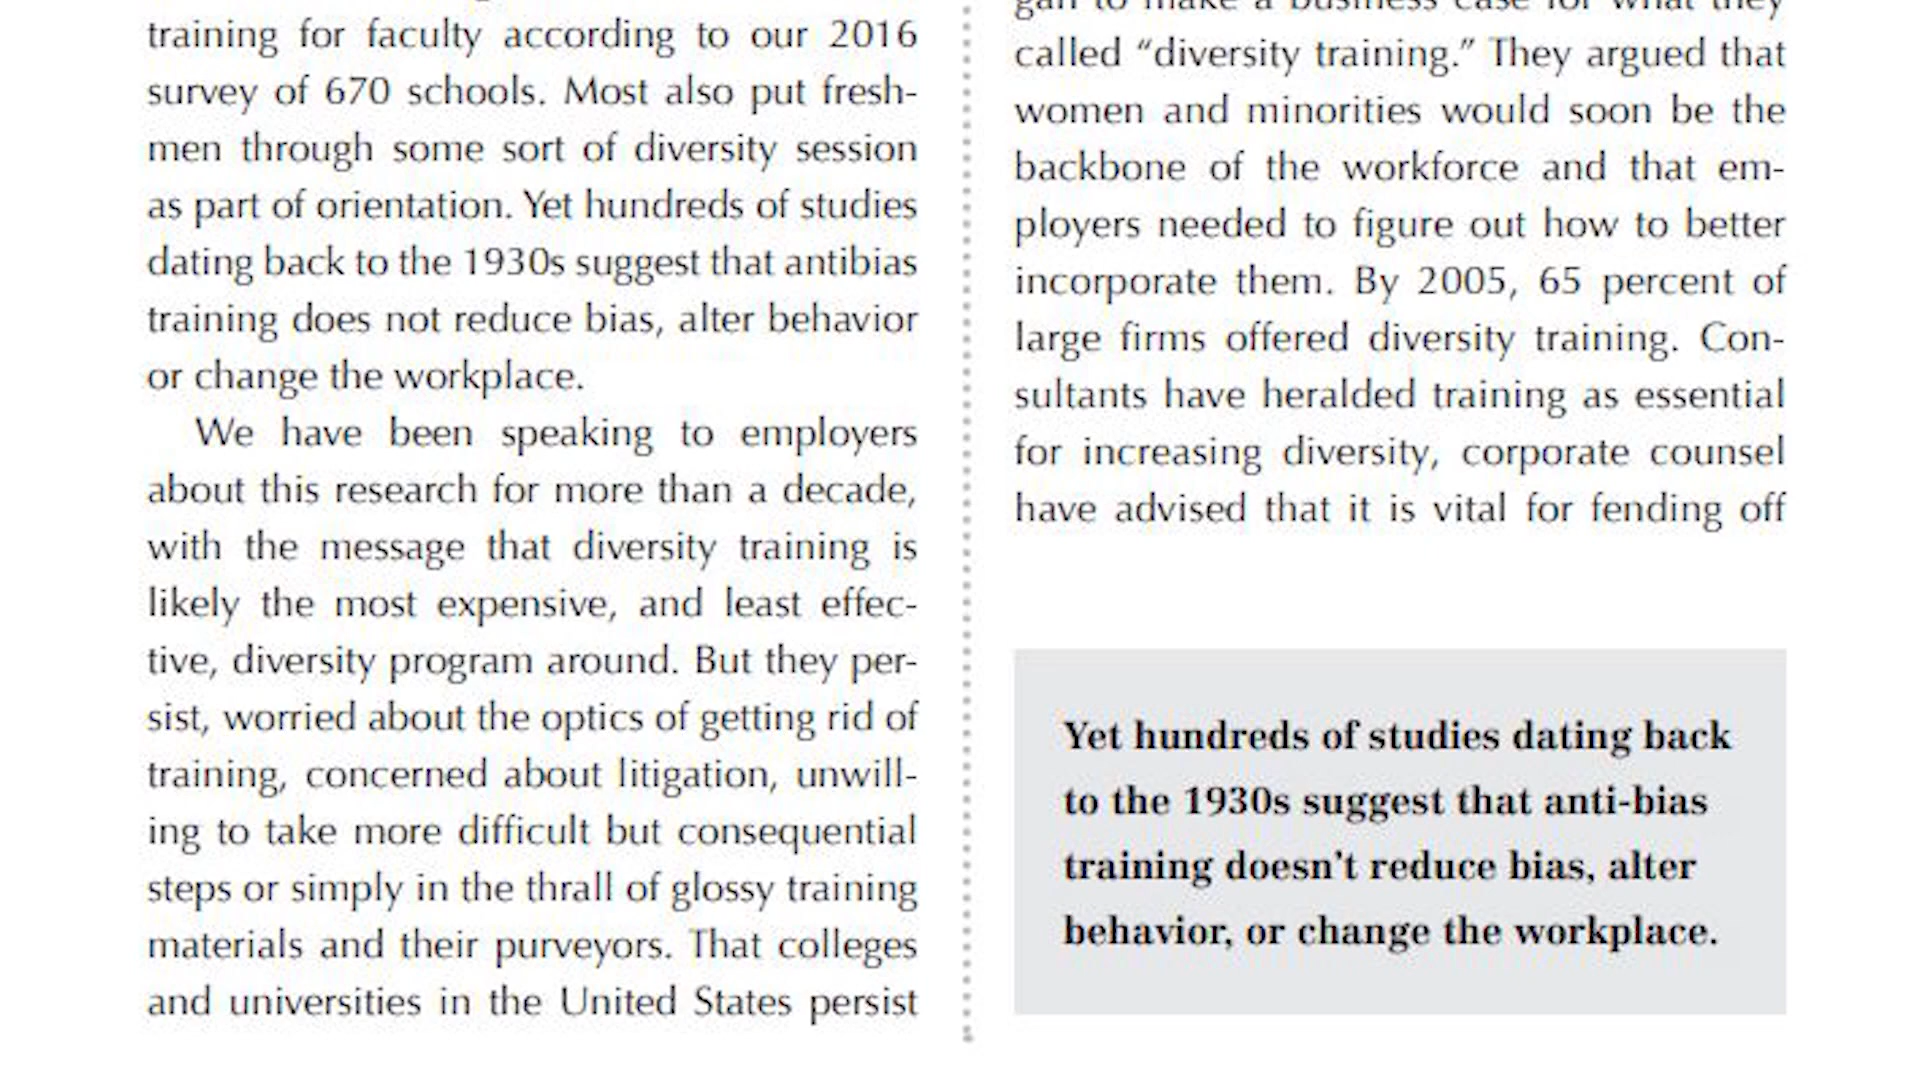 training for faculty according to our 2016
survey of 670 schools. Most also put fresh-
men through some sort of diversity session
as part of orientation. Yet hundreds of studies
dating back to the 1930s suggest that antibias
training does not reduce bias, alter behavior
or change the workplace.
We have been speaking to employers
about this research for more than a decade,
with the message that diversity training is
likely the most expensive, and least effec-
tive, diversity program around. But they per-
sist, worried about the optics of getting rid of
training, concerned about litigation, unwill-
ing to take more difficult but consequential
steps or simply in the thrall of glossy training
materials and their purveyors. That colleges
and universities in the United States persist
gan to make a business case for what they
called “diversity training.” They argued that
women and minorities would soon be the
backbone of the workforce and that em-
ployers needed to figure out how to better
incorporate them. By 2005, 65 percent of
large firms offered diversity training. Con-
sultants have heralded training as essential
for increasing diversity, corporate counsel
have advised that it is vital for fending off
Yet hundreds of studies dating back
to the 1930s suggest that anti-bias
training doesn’t reduce bias, alter
behavior, or change the workplace.